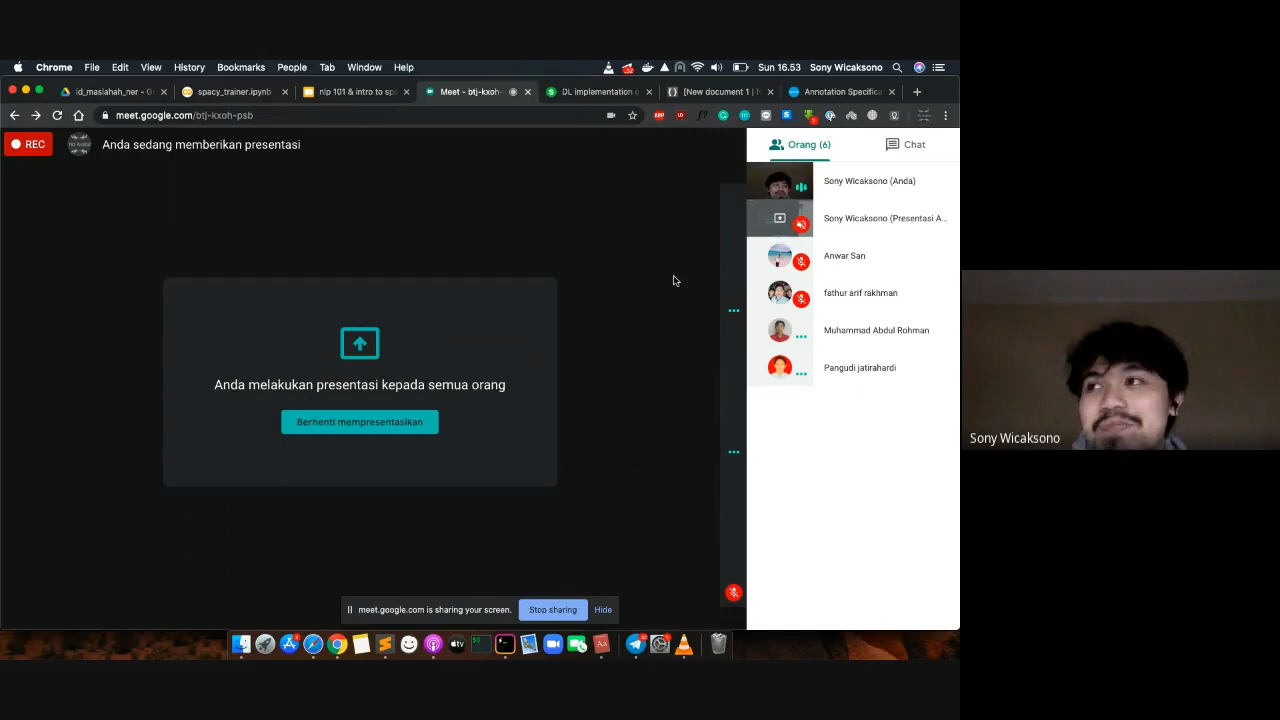 Chrome File Edit View History Bookmarks People Tab Window Help
Sun 16.53 Sony Wicaksono
id_maslahah_ner - G
spacy_trainer.ipynb
nlp 101 & intro to sp
Meet - btj-kxoh-
DL implementation o
[New document 1 | N
Annotation Specifica
meet.google.com/btj-kxoh-psb
REC
Anda sedang memberikan presentasi
Orang (6)
Chat
Sony Wicaksono (Anda)
Sony Wicaksono (Presentasi A...
Anwar San
fathur arif rakhman
Muhammad Abdul Rohman
Pangudi jatirahardi
Anda melakukan presentasi kepada semua orang
Berhenti mempresentasikan
Sony Wicaksono
meet.google.com is sharing your screen.
Stop sharing
Hide